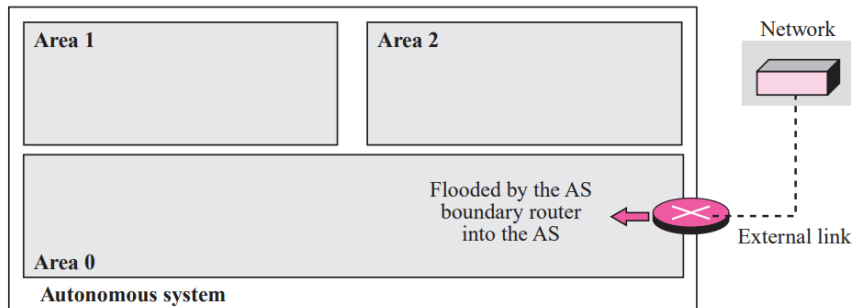 Area 1
Area 2
Network
Flooded by the AS
boundary router
into the AS
External link
Area 0
Autonomous system